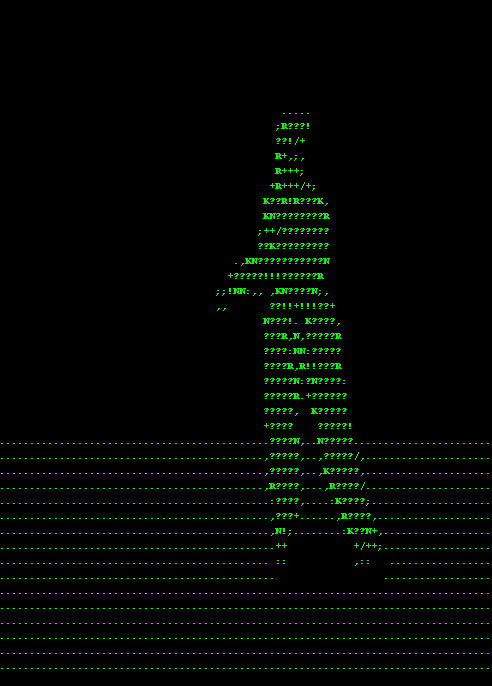 .....
;R???!
??!/+
R+,;,
R+++;
+R+++/+;
K??R!R???K,
KN????????R
;++/????????
??K?????????
.,KN???????????N
+?????!!!??????R
;;!NN:,, ,KN????N;,
,,       ??!!+!!!??+
N???!. K????,
???R,N,?????R
????:NN:?????
????R,R!!???R
?????N:?N????:
?????R.+??????
?????,  K?????
+????    ?????!
.............................................????N,..N?????.......................
............................................,?????,..,?????/,.....................
............................................,?????,..,K?????,.....................
............................................,R????,...,R????/.....................
.............................................:????,...:K????;.....................
.............................................,???+......,R????,...................
.............................................,N!;........:K??N+,..................
..............................................++           +/++;..................
..............................................::           ,::   .................
..............................................                  ..................
..................................................................................
..................................................................................
..................................................................................
..................................................................................
..................................................................................
..................................................................................